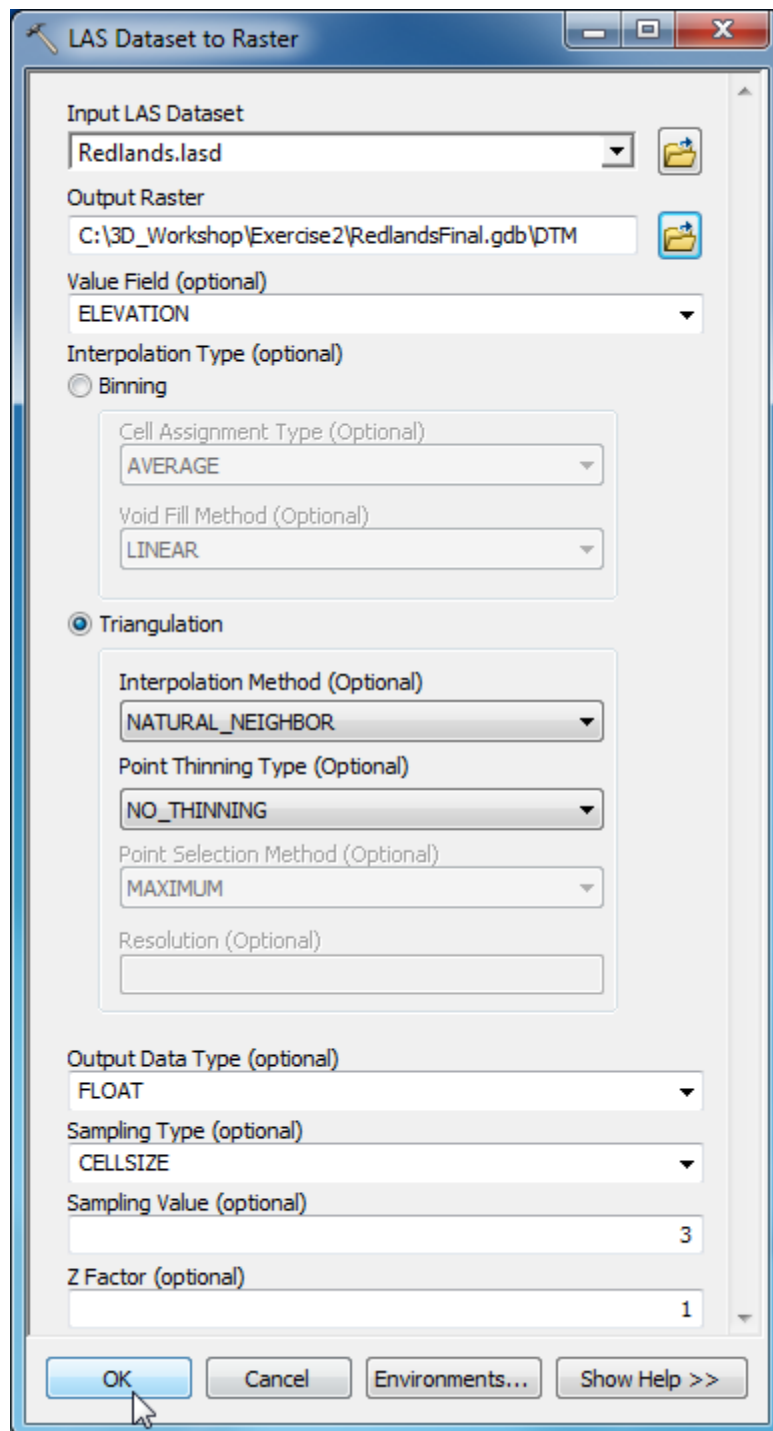 LAS Dataset to Raster
Input LAS Dataset
Redlands.lasd
Output Raster
C:\3D_Workshop\Exercise2\RedlandsFinal.gdb\DTM
Value Field (optional)
ELEVATION
Interpolation Type (optional)
Binning
Cell Assignment Type (Optional)
AVERAGE
Void Fill Method (Optional)
LINEAR
Triangulation
Interpolation Method (Optional)
NATURAL_NEIGHBOR
Point Thinning Type (Optional)
NO_THINNING
Point Selection Method (Optional)
MAXIMUM
Resolution (Optional)
Output Data Type (optional)
FLOAT
Sampling Type (optional)
CELLSIZE
Sampling Value (optional)
3
Z Factor (optional)
1
OK Cancel Environments... Show Help >>